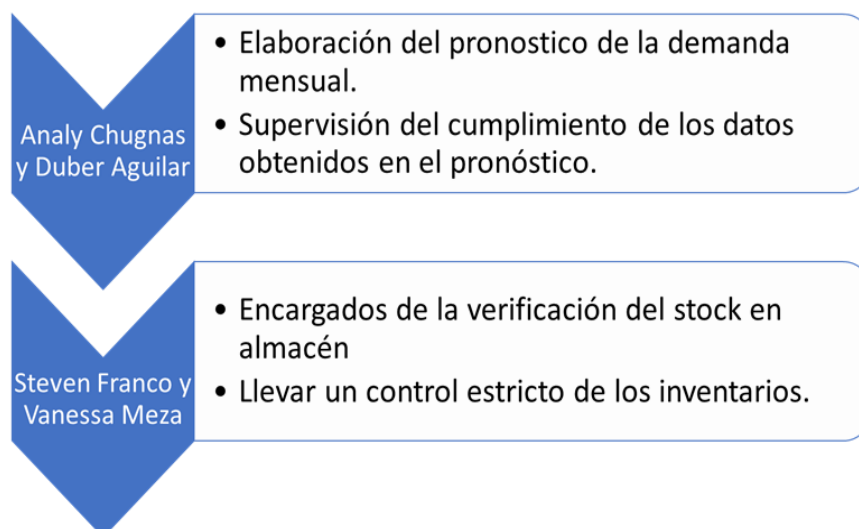 Analy Chugnas
y Duber Aguilar
• Elaboración del pronostico de la demanda
mensual.
• Supervisión del cumplimiento de los datos
obtenidos en el pronóstico.
Steven Franco y
Vanessa Meza
• Encargados de la verificación del stock en
almacén
• Llevar un control estricto de los inventarios.